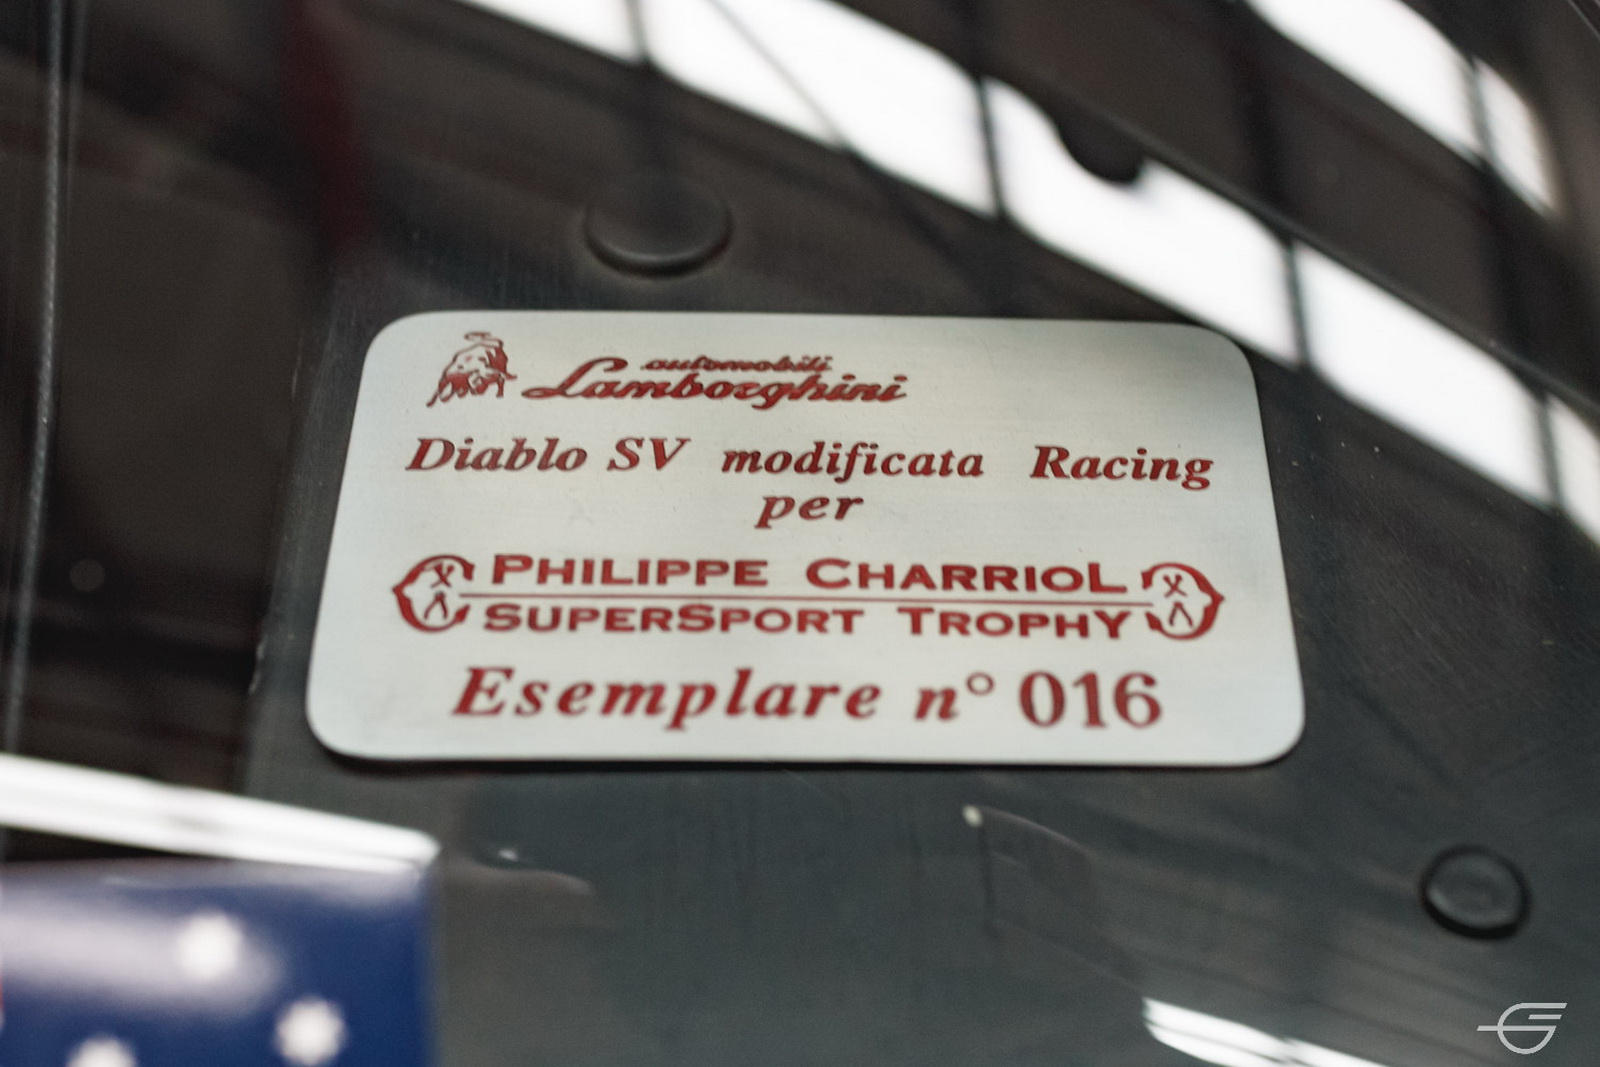 automobili
Lamborghini
Diablo SV modificata Racing
per
PHILIPPE CHARRIOL
SUPERSPORT TROPHY
Esemplare n° 016